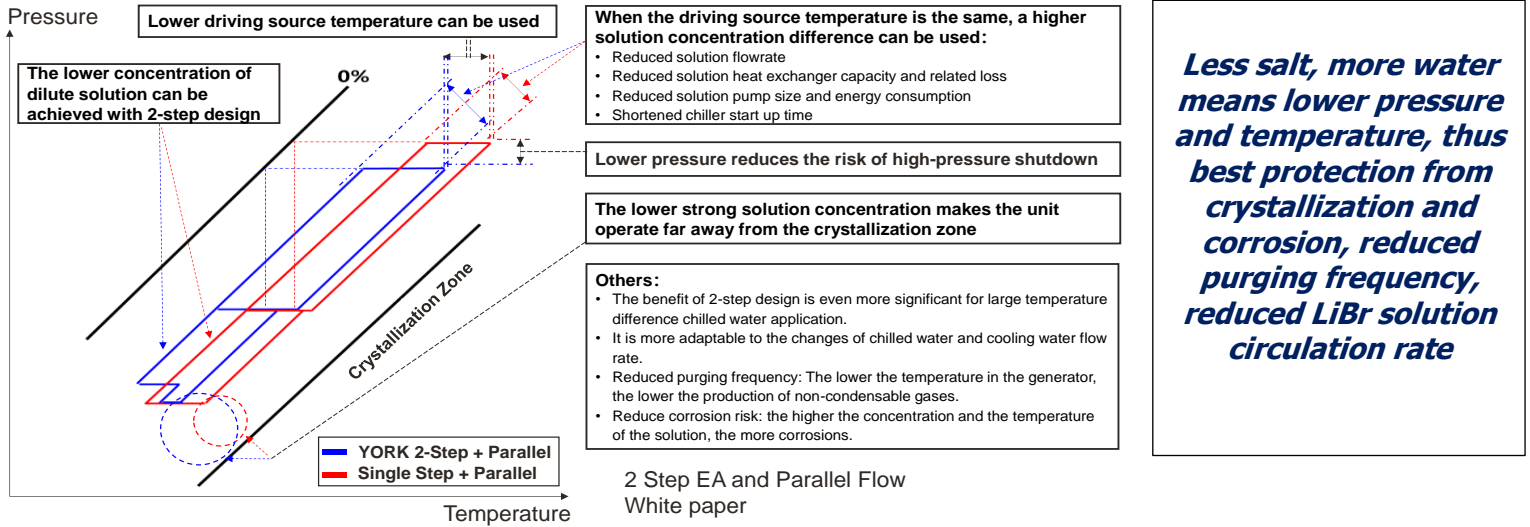 Pressure
Lower driving source temperature can be used
The lower concentration of
dilute solution can be
achieved with 2-step design
0%
Crystallization Zone
YORK 2-Step + Parallel
Single Step + Parallel
Temperature
When the driving source temperature is the same, a higher
solution concentration difference can be used:
• Reduced solution flowrate
• Reduced solution heat exchanger capacity and related loss
• Reduced solution pump size and energy consumption
• Shortened chiller start up time
Lower pressure reduces the risk of high-pressure shutdown
The lower strong solution concentration makes the unit
operate far away from the crystallization zone
Others:
• The benefit of 2-step design is even more significant for large temperature
difference chilled water application.
• It is more adaptable to the changes of chilled water and cooling water flow
rate.
• Reduced purging frequency: The lower the temperature in the generator,
the lower the production of non-condensable gases.
• Reduce corrosion risk: the higher the concentration and the temperature
of the solution, the more corrosions.
2 Step EA and Parallel Flow
White paper
Less salt, more water
means lower pressure
and temperature, thus
best protection from
crystallization and
corrosion, reduced
purging frequency,
reduced LiBr solution
circulation rate